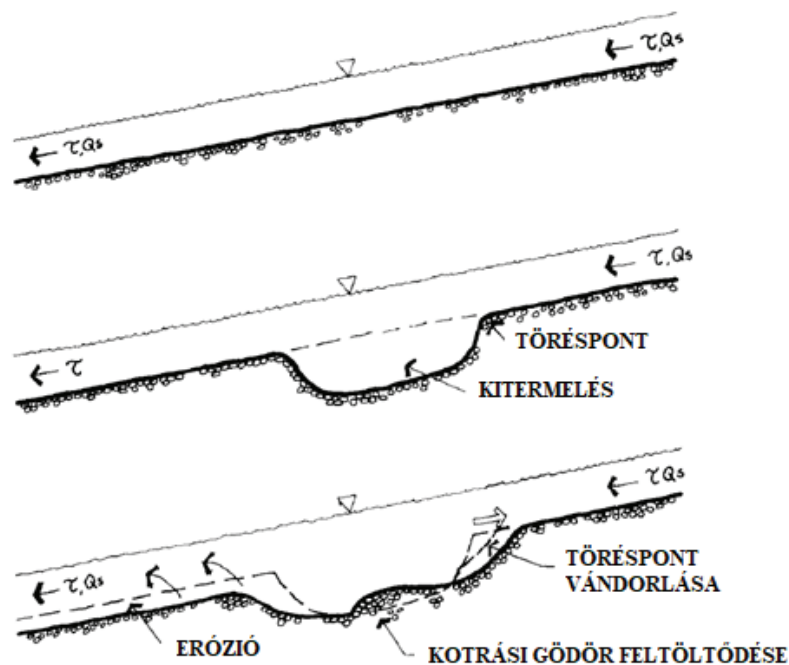 τ,Qs
τ,Qs
τ,Qs
τ
TÖRÉSPONT
KITERMELÉS
τ Qs
τ,Qs
TÖRÉSPONT
VÁNDORLÁSA
ERÓZIÓ
KOTRÁSI GÖDÖR FELTÖLTŐDÉSE